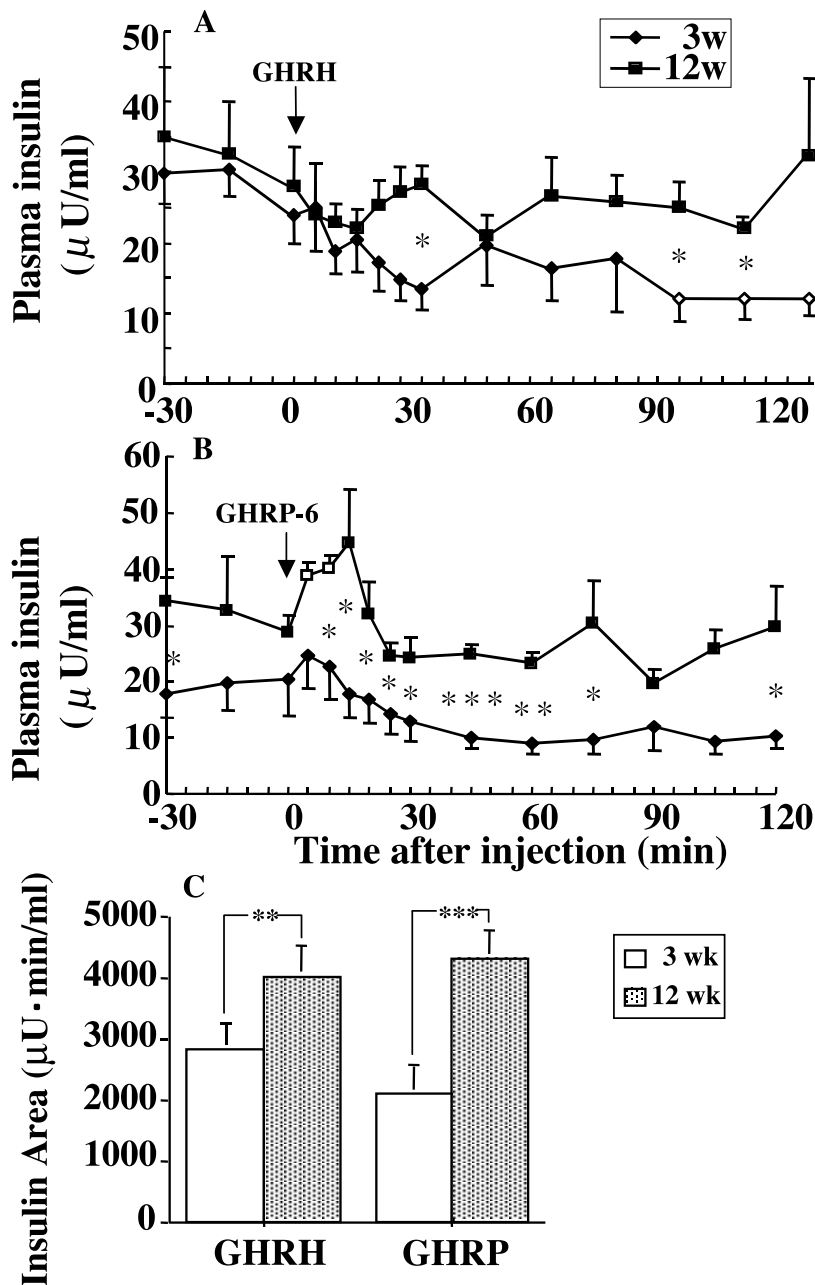 A
3w
12w
GHRH
Plasma insulin
(μ U/ml)
50
40
30
20
10
0
*
* *
-30 0 30 60 90 120
B
GHRP-6
Plasma insulin
(μ U/ml)
60
50
40
30
20
10
0
*
*
*
*
*
*
* * *
* *
*
*
-30 0 30 60 90 120
Time after injection (min)
C
Insulin Area (μU·min/ml)
5000
4000
3000
2000
1000
0
**
***
3 wk
12 wk
GHRH GHRP